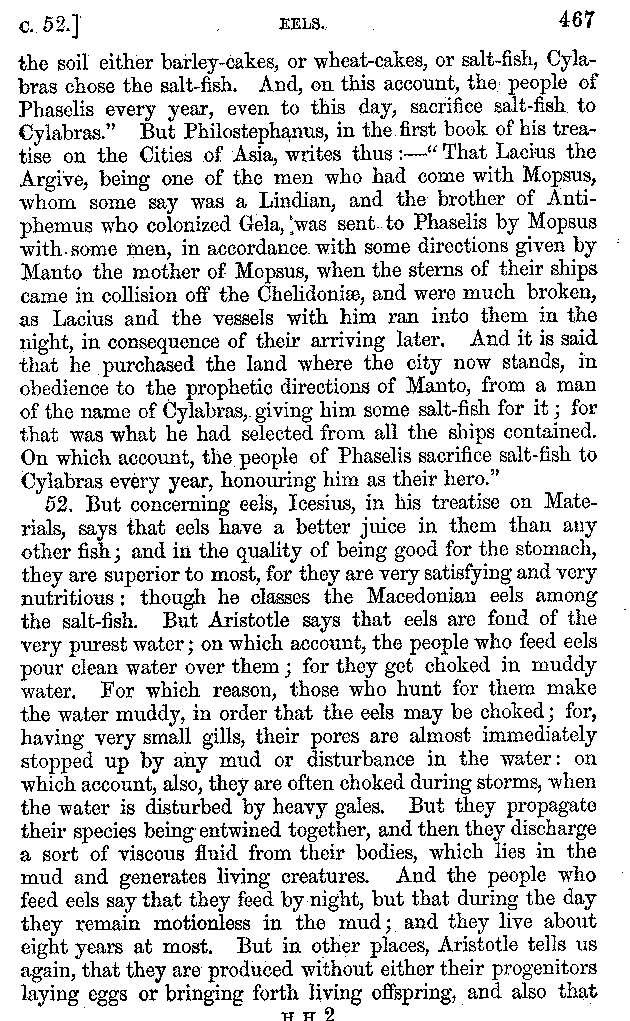 c. 52.] EELS. 467
the soil either barley-cakes, or wheat-cakes, or salt-fish, Cyla-
bras chose the salt-fish. And, on this account, the people of
Phaselis every year, even to this day, sacrifice salt-fish to
Cylabras." But Philostephanus, in the first book of his trea-
tise on the Cities of Asia, writes thus :—"That Lacius the
Argive, being one of the men who had come with Mopsus,
whom some say was a Lindian, and the brother of Anti-
phemus who colonized Gela, was sent to Phaselis by Mopsus
with some men, in accordance with some directions given by
Manto the mother of Mopsus, when the sterns of their ships
came in collision off the Chelidoniæ, and were much broken,
as Lacius and the vessels with him ran into them in the
night, in consequence of their arriving later. And it is said
that he purchased the land where the city now stands, in
obedience to the prophetic directions of Manto, from a man
of the name of Cylabras, giving him some salt-fish for it; for
that was what he had selected from all the ships contained.
On which account, the people of Phaselis sacrifice salt-fish to
Cylabras every year, honouring him as their hero."
52. But concerning eels, Icesius, in his treatise on Mate-
rials, says that eels have a better juice in them than any
other fish; and in the quality of being good for the stomach,
they are superior to most, for they are very satisfying and very
nutritious: though he classes the Macedonian eels among
the salt-fish. But Aristotle says that eels are fond of the
very purest water; on which account, the people who feed eels
pour clean water over them; for they get choked in muddy
water. For which reason, those who hunt for them make
the water muddy, in order that the eels may be choked; for,
having very small gills, their pores are almost immediately
stopped up by any mud or disturbance in the water: on
which account, also, they are often choked during storms, when
the water is disturbed by heavy gales. But they propagate
their species being entwined together, and then they discharge
a sort of viscous fluid from their bodies, which lies in the
mud and generates living creatures. And the people who
feed eels say that they feed by night, but that during the day
they remain motionless in the mud; and they live about
eight years at most. But in other places, Aristotle tells us
again, that they are produced without either their progenitors
laying eggs or bringing forth living offspring, and also that
H H 2